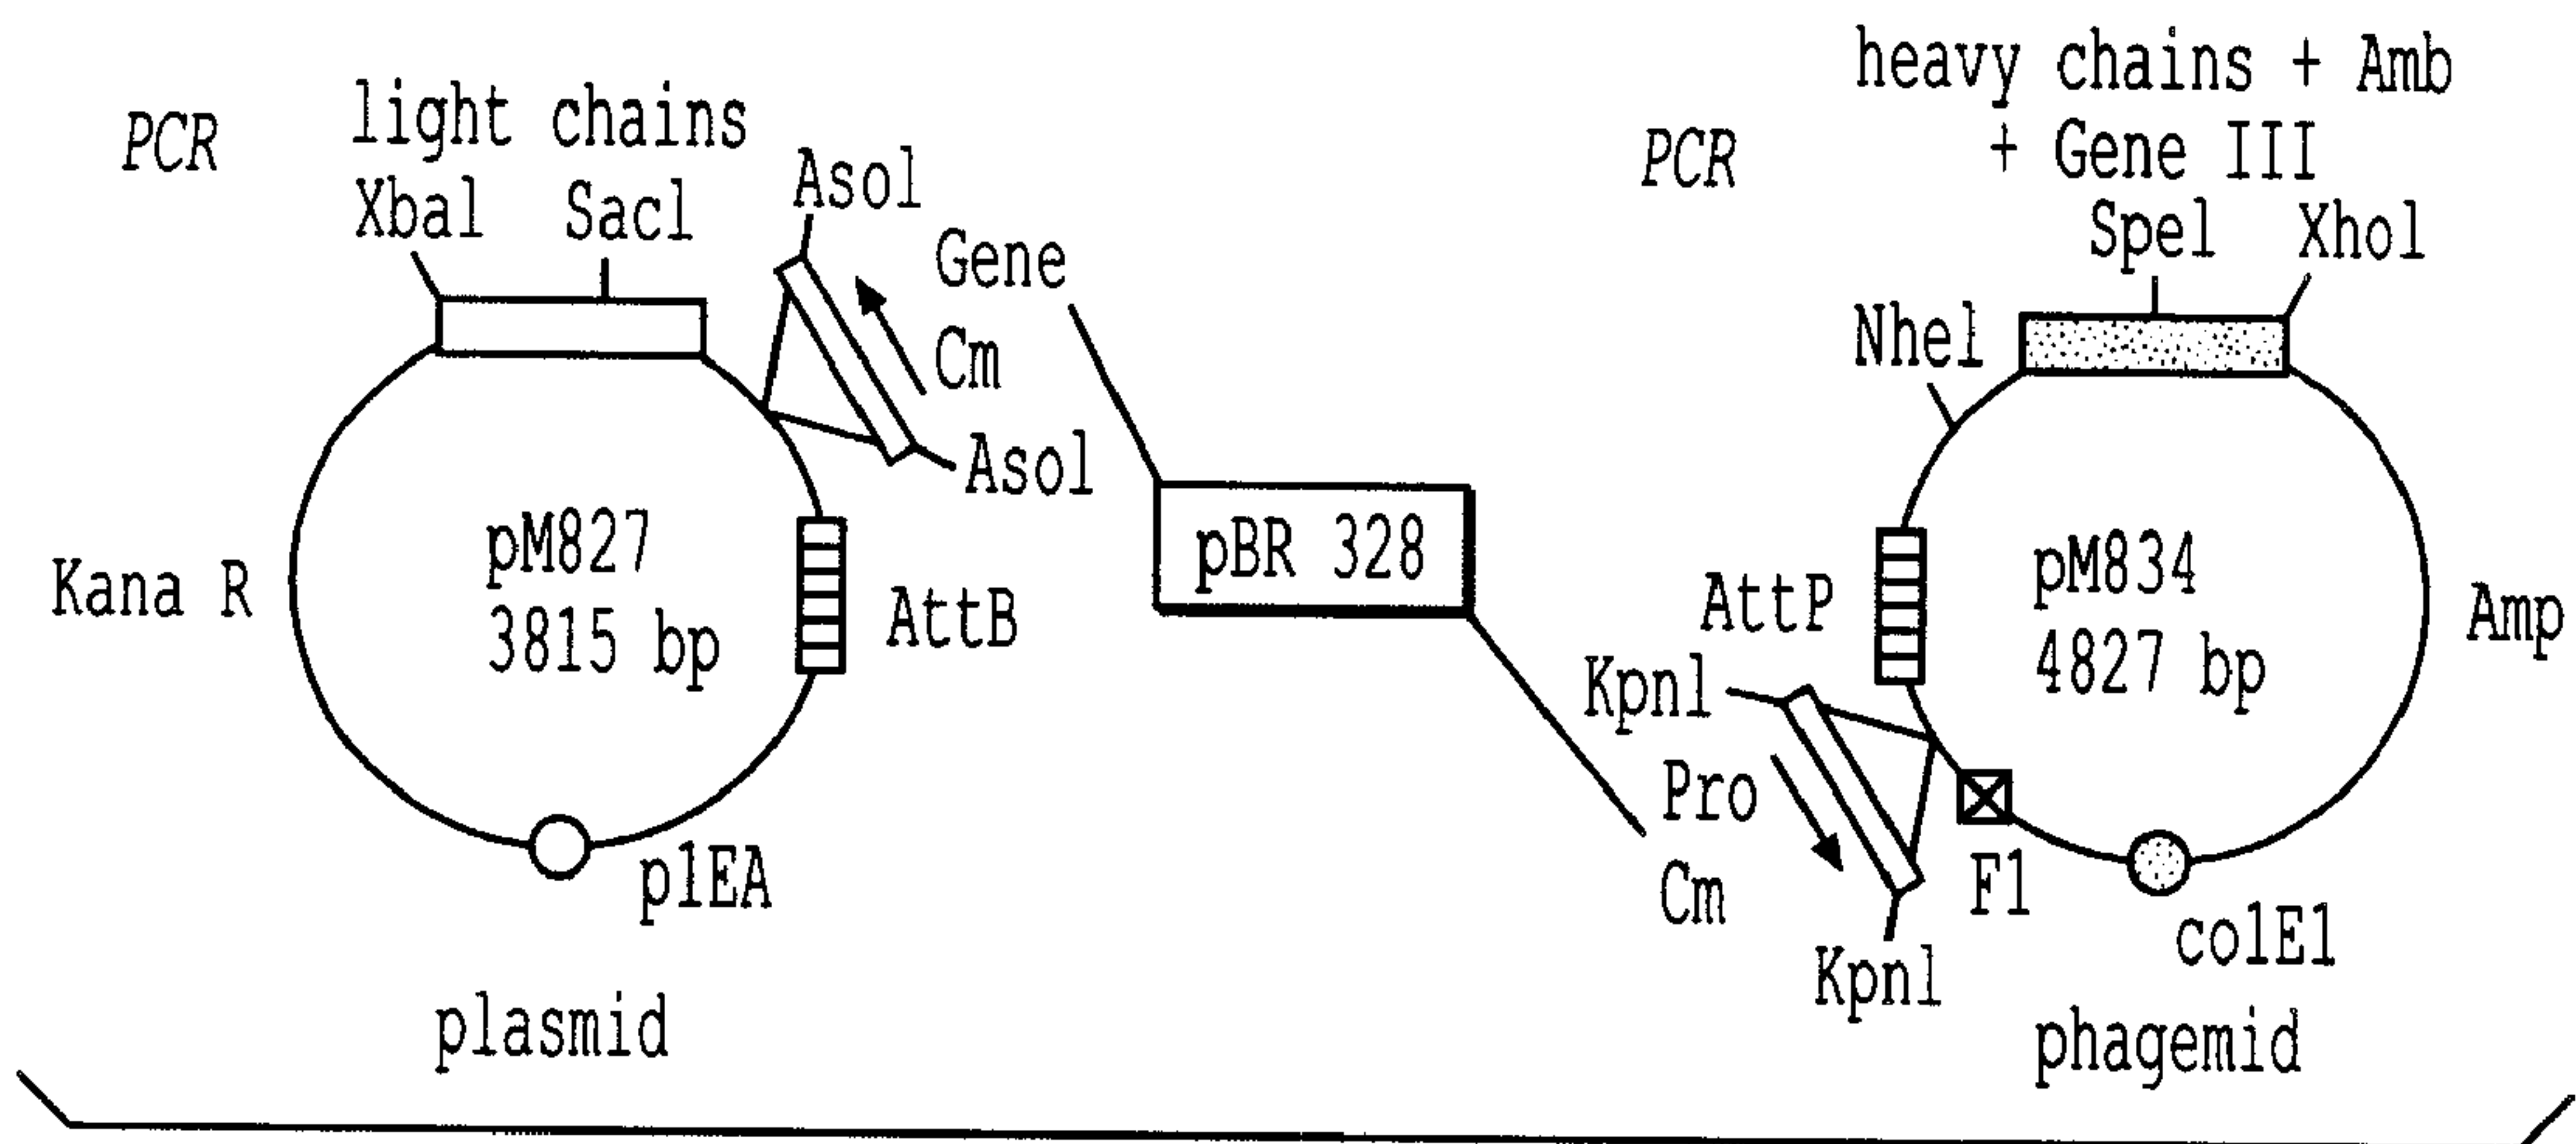 PCR
light chains
Xbal
Sacl
Asol
Gene
Cm
Asol
pM827
3815 bp
Kana R
AttB
p1EA
plasmid
pBR 328
PCR
heavy chains + Amb
+ Gene III
Spel
Xhol
Nhel
AttP
pM834
4827 bp
Amp
Kpnl
Pro
Cm
Kpnl
F1
colE1
phagemid